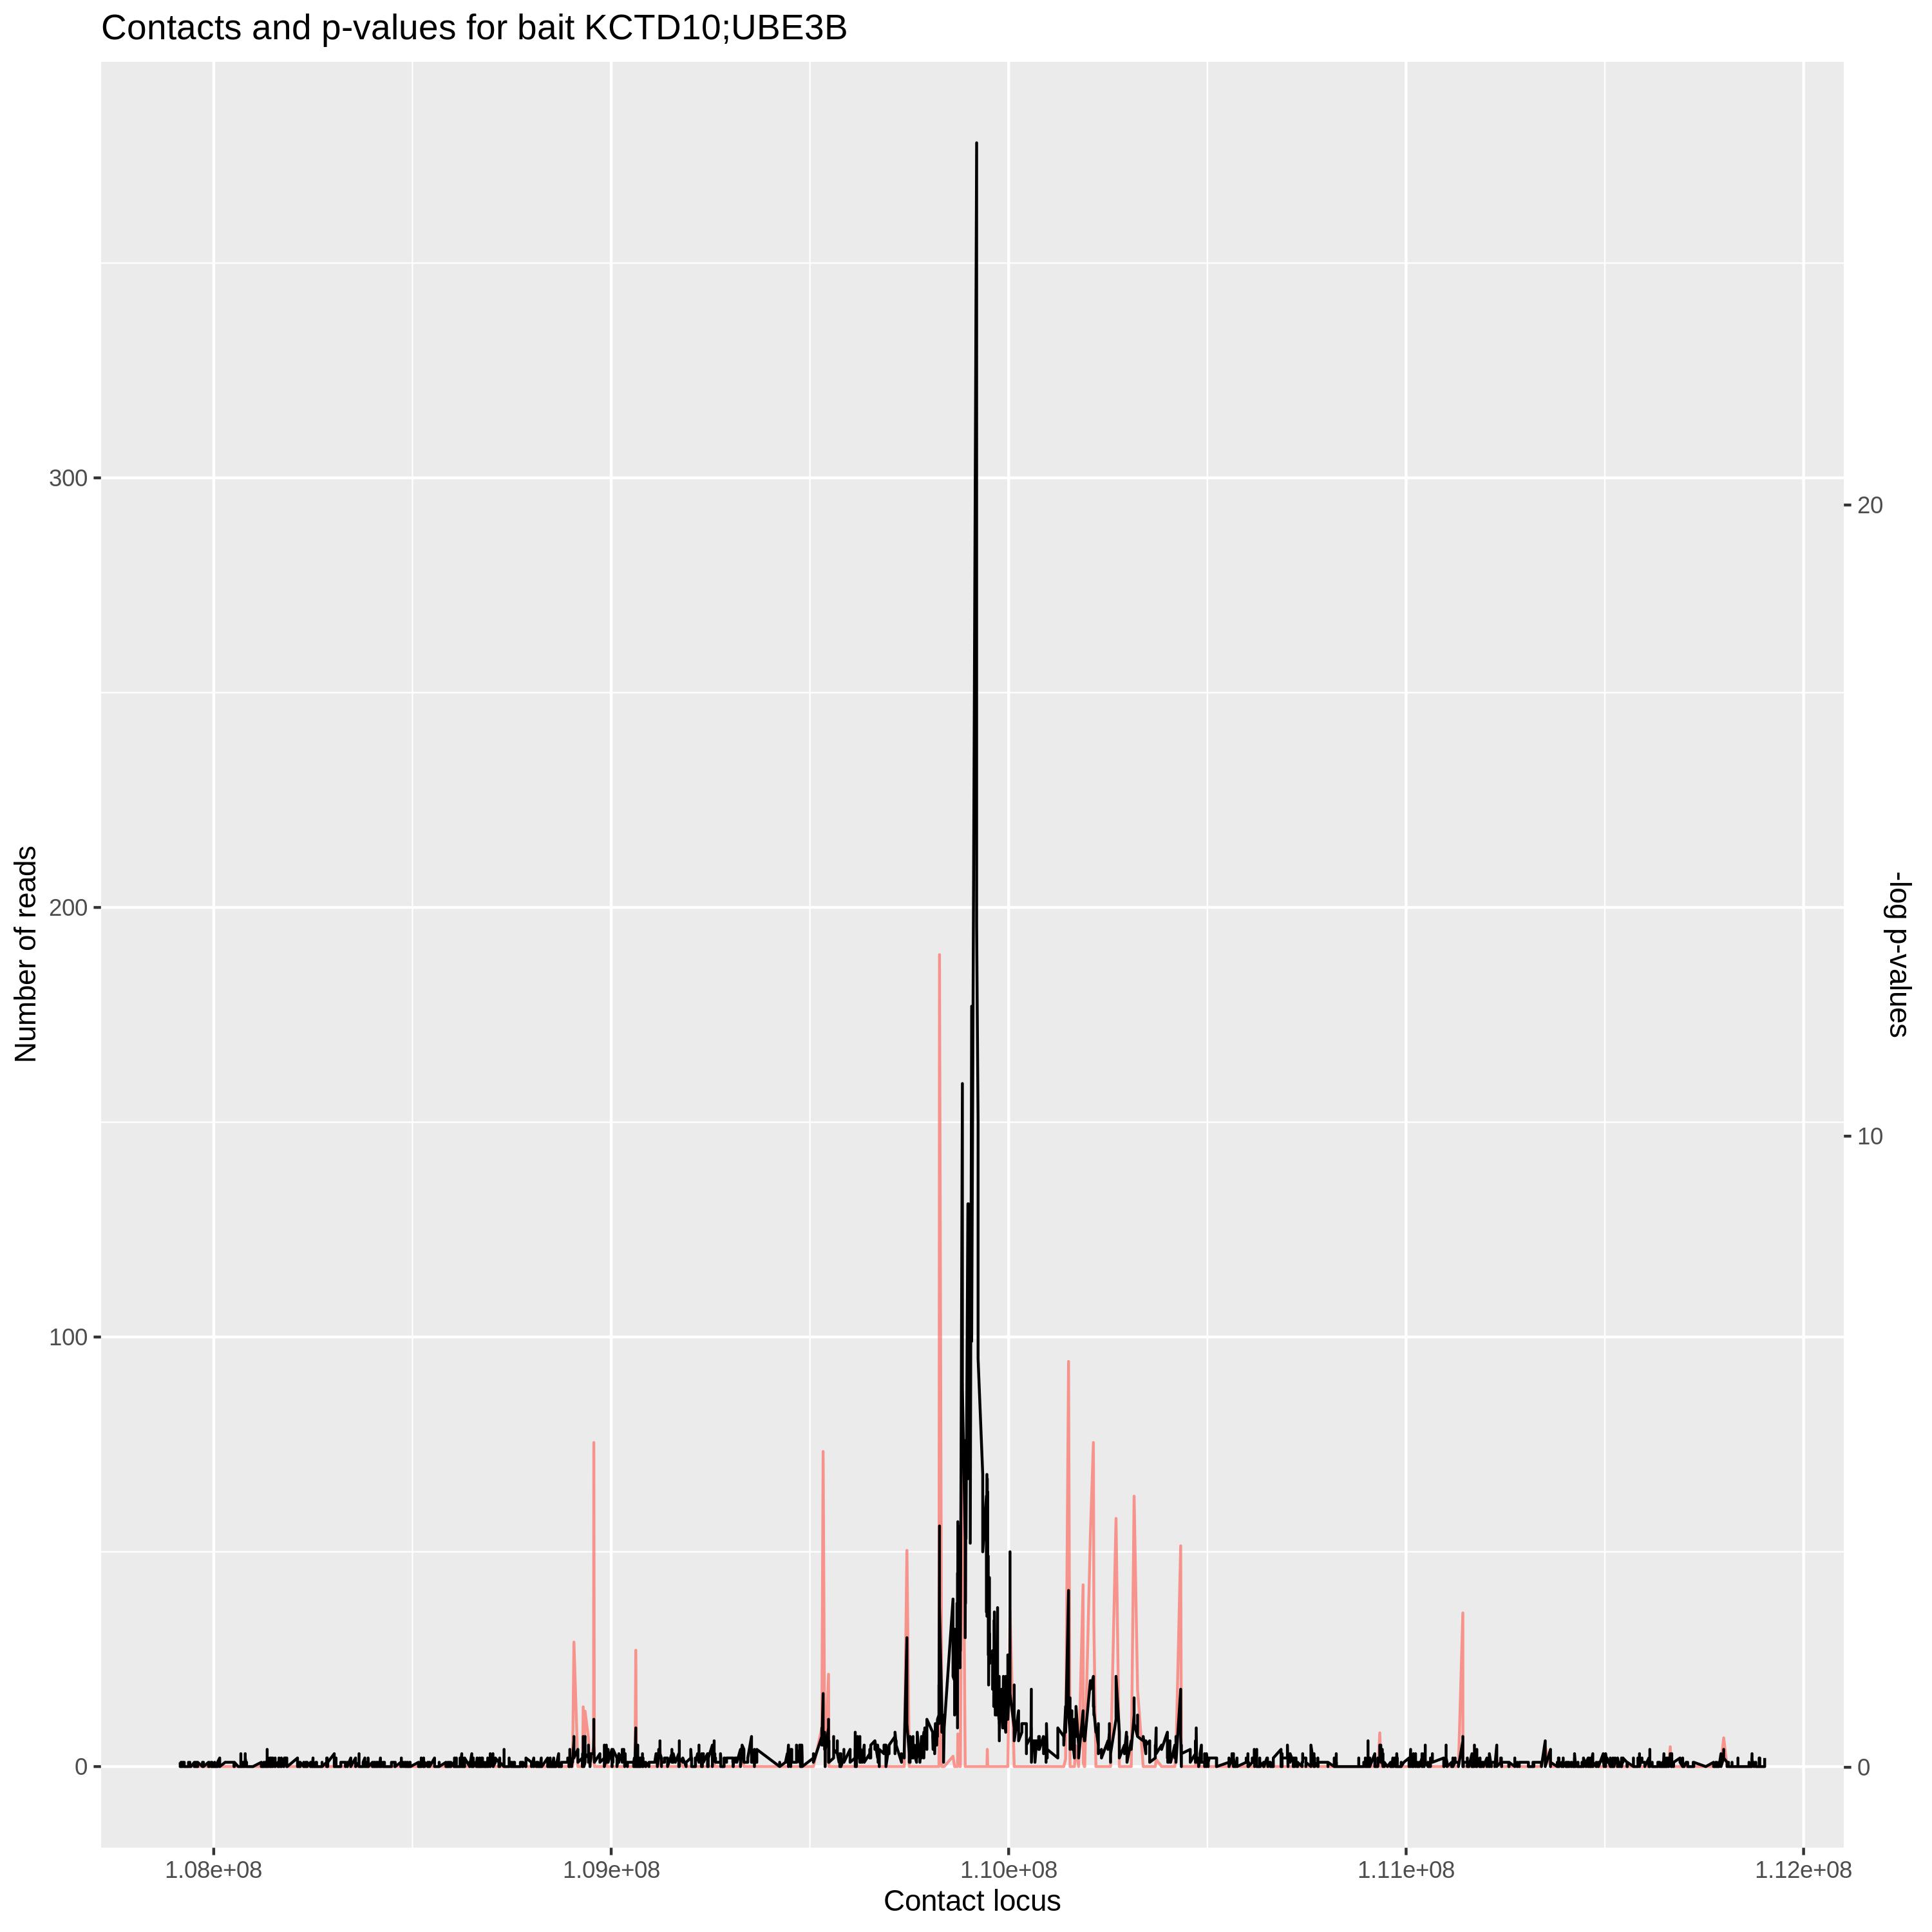 Contacts and p-values for bait KCTD10;UBE3B
Number of reads
300
200
100
0
20
10
0
-log p-values
1.08e+08
1.09e+08
1.10e+08
1.11e+08
1.12e+08
Contact locus